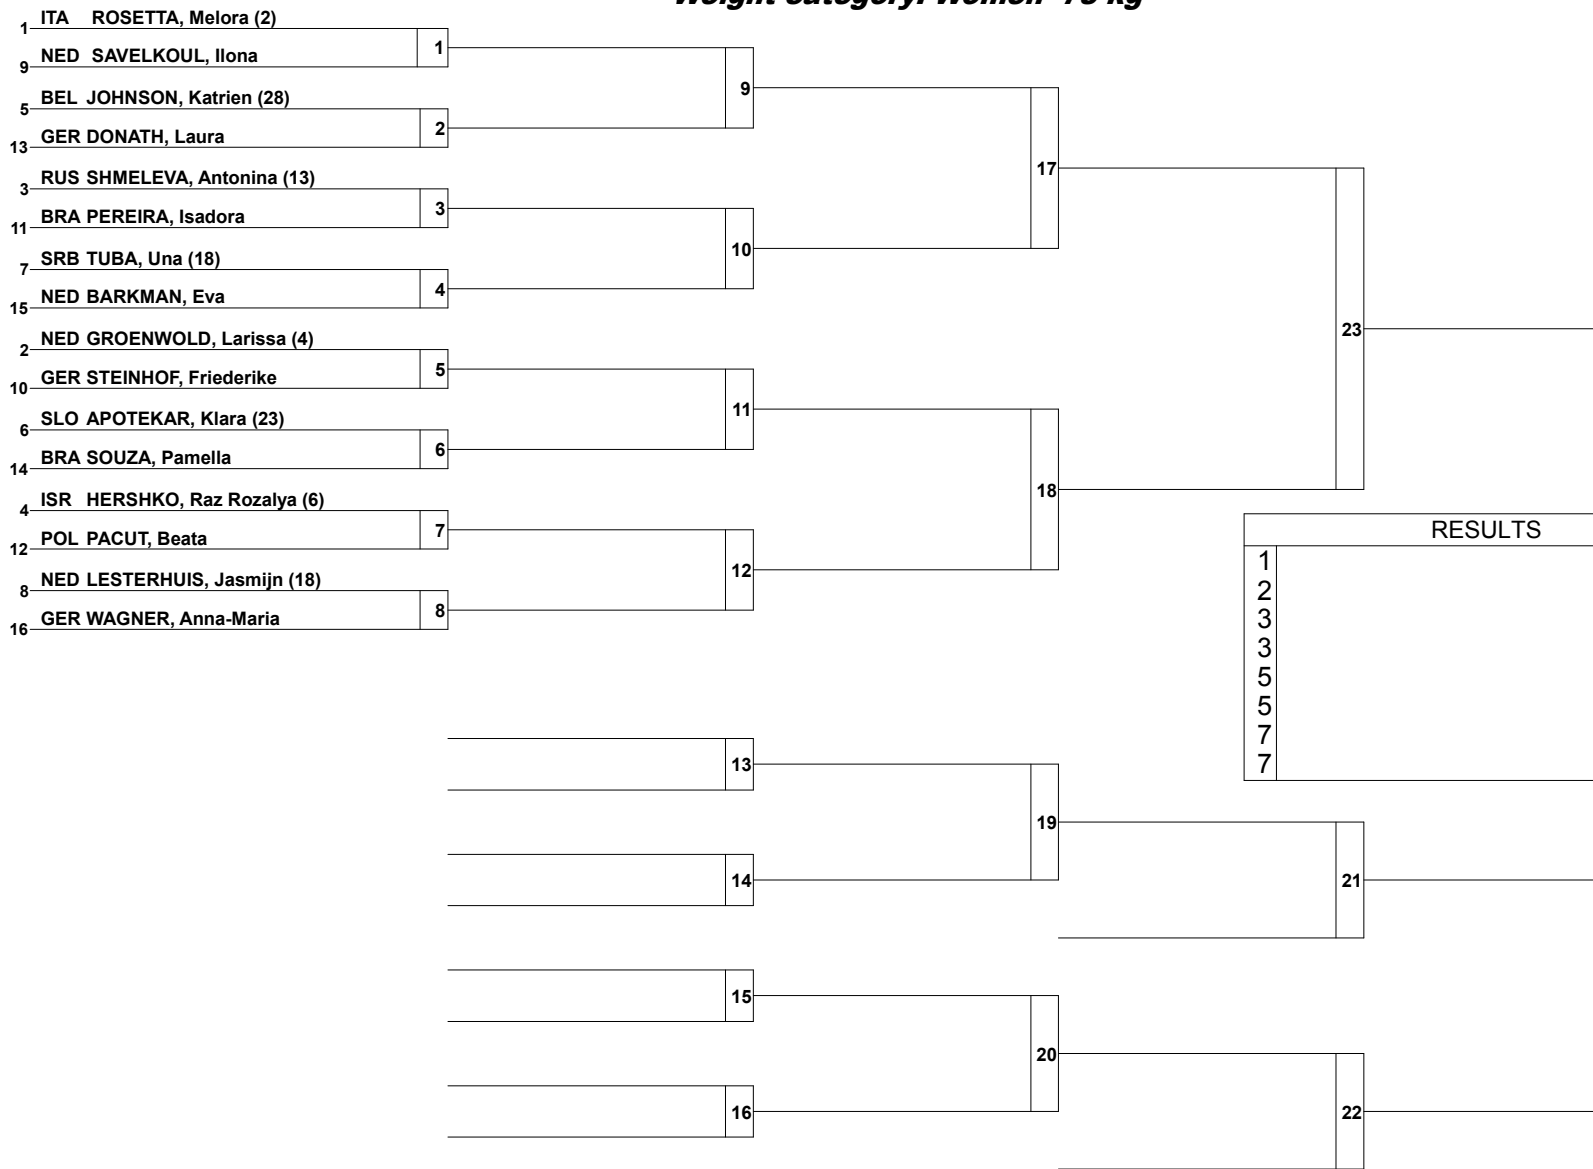 Weight category: Women -78 kg
1 ITA ROSETTA, Melora (2)
1
9 NED SAVELKOUL, Ilona
9
5 BEL JOHNSON, Katrien (28)
2
13 GER DONATH, Laura
17
3 RUS SHMELEVA, Antonina (13)
3
11 BRA PEREIRA, Isadora
10
7 SRB TUBA, Una (18)
4
15 NED BARKMAN, Eva
23
2 NED GROENWOLD, Larissa (4)
5
10 GER STEINHOF, Friederike
11
6 SLO APOTEKAR, Klara (23)
6
14 BRA SOUZA, Pamella
18
4 ISR HERSHKO, Raz Rozalya (6)
7
12 POL PACUT, Beata
12
8 NED LESTERHUIS, Jasmijn (18)
8
16 GER WAGNER, Anna-Maria
RESULTS
1
2
3
3
5
5
7
7
13
19
14
21
15
20
16
22